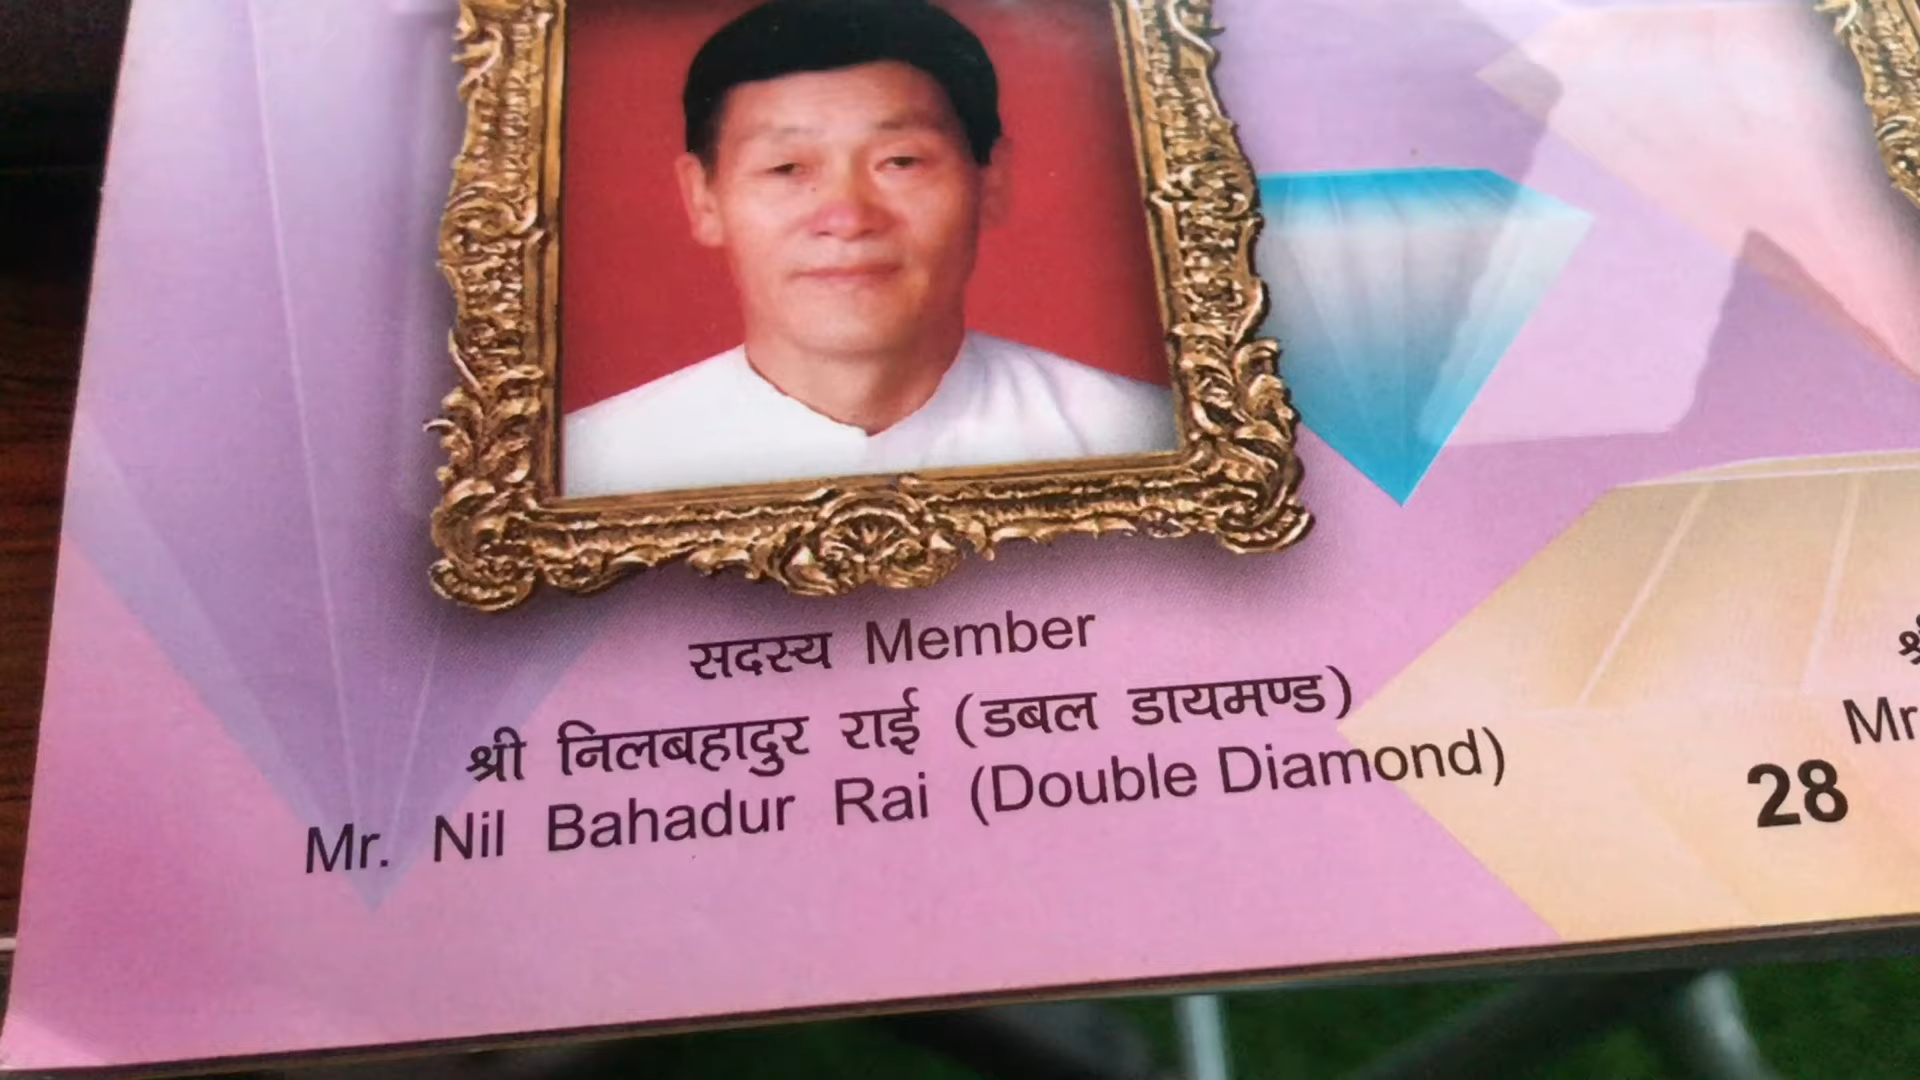 सदस्य Member
श्री निलबहादुर राई (डबल डायमण्ड)
Mr. Nil Bahadur Rai (Double Diamond)
28
श्री
Mr